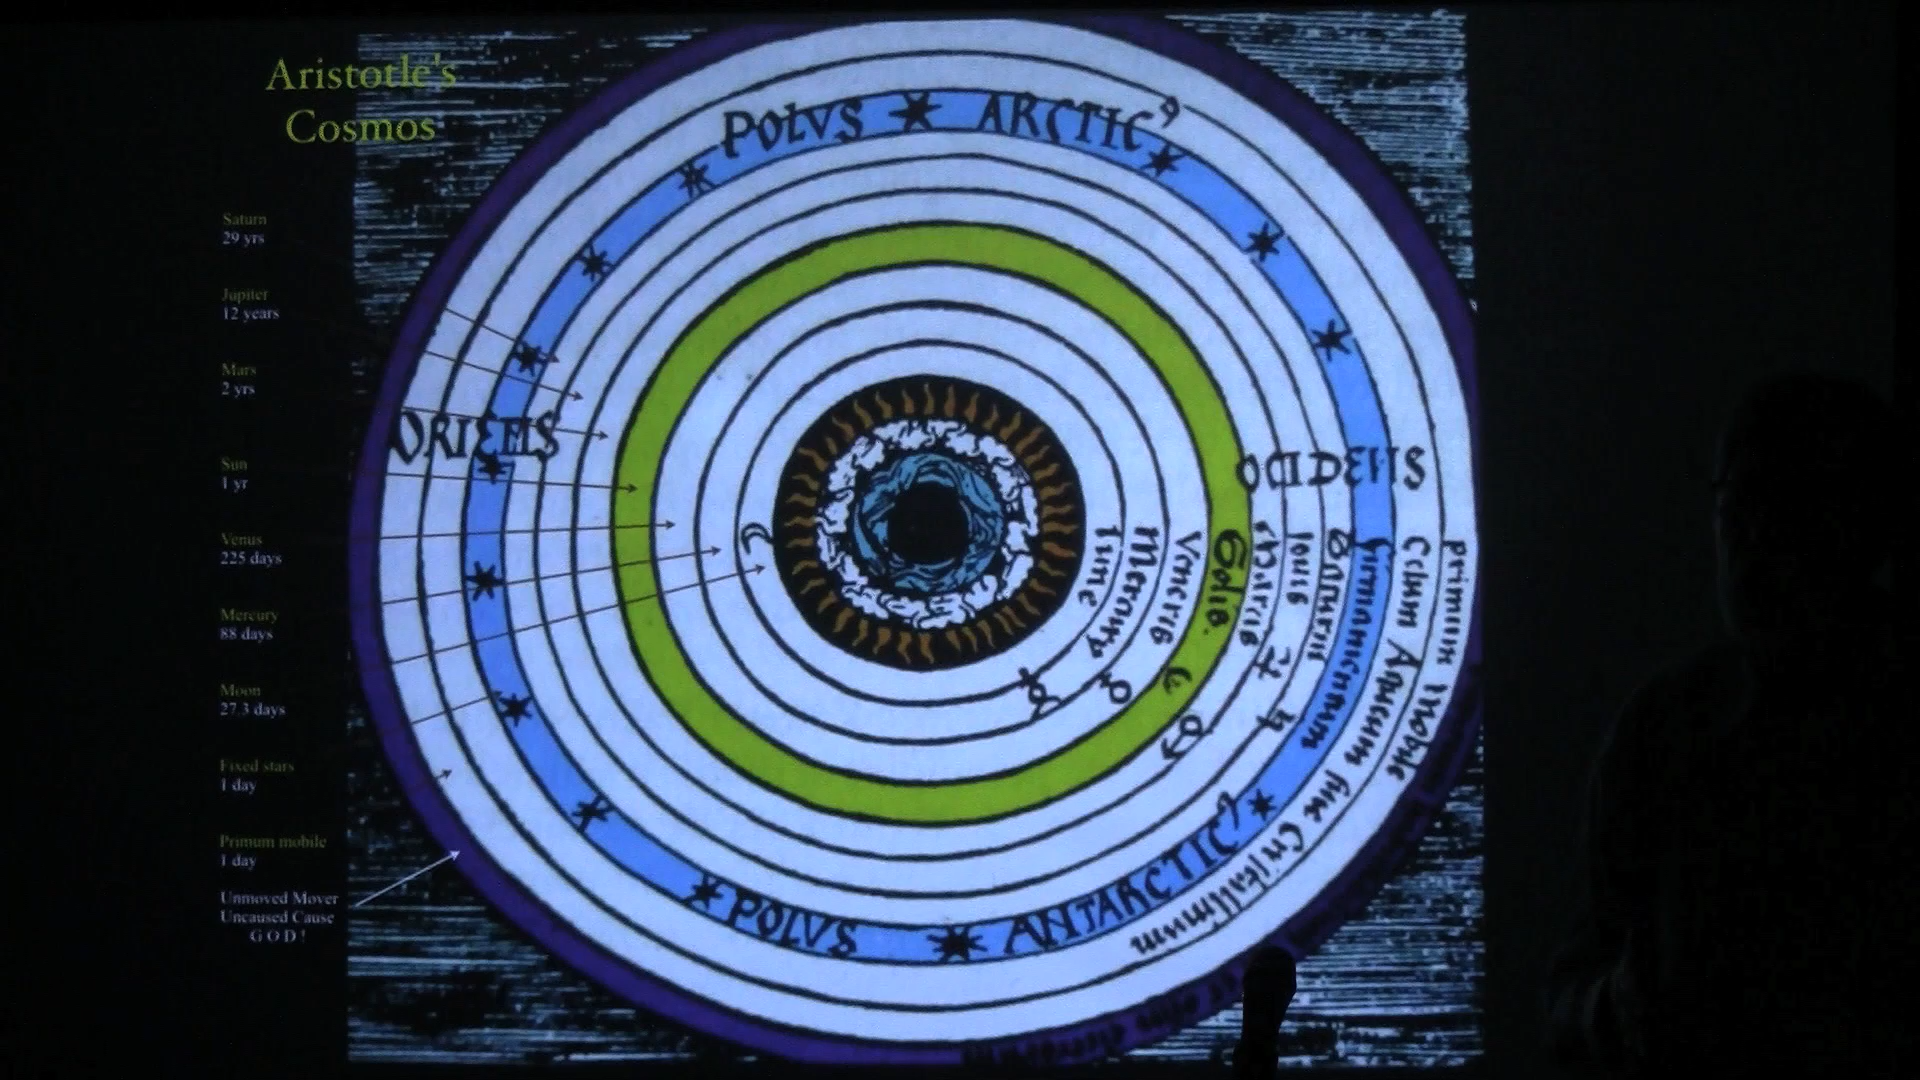 Aristotle's
Cosmos
Saturn
29 yrs
Jupiter
12 years
Mars
2 yrs
Sun
1 yr
Venus
225 days
Mercury
88 days
Moon
27.3 days
Fixed stars
1 day
Primum mobile
1 day
Unmoved Mover
Uncaused Cause
GOD!
POLVS ARCTIC
ORIENS
OCCIDENS
Lune
Mercurij
Veneris
Solis.
Martis
Iouis
Saturni
Firmamentum
Celum Aqueum siue Cristallinum
primum Mobile
POLVS ANTARCTIC